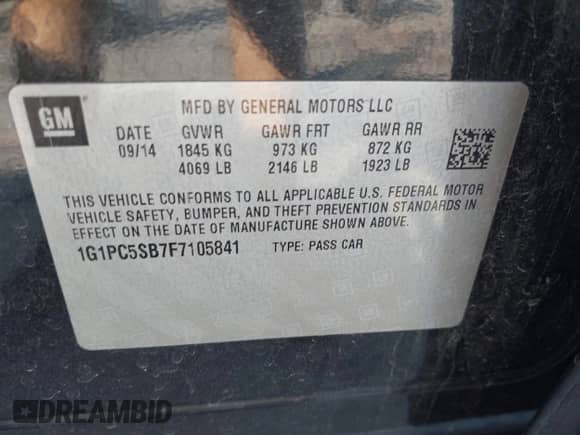 GM
MFD BY GENERAL MOTORS LLC
DATE GVWR GAWR FRT GAWR RR
09/14 1845 KG 973 KG 872 KG
4069 LB 2146 LB 1923 LB
THIS VEHICLE CONFORMS TO ALL APPLICABLE U.S. FEDERAL MOTOR
VEHICLE SAFETY, BUMPER, AND THEFT PREVENTION STANDARDS IN
EFFECT ON THE DATE OF MANUFACTURE SHOWN ABOVE.
1G1PC5SB7F7105841 TYPE: PASS CAR
DREAMBID